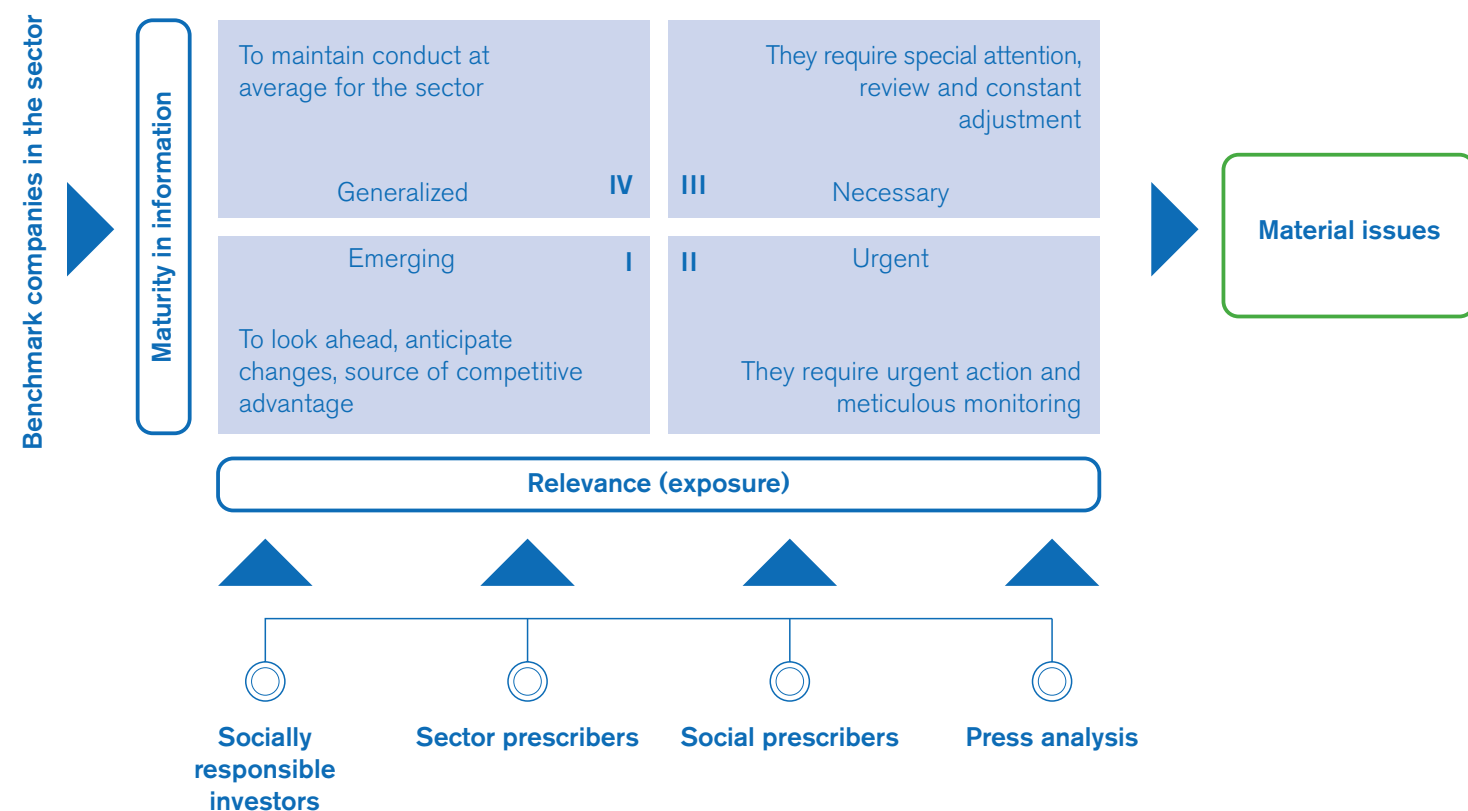 Benchmark companies in the sector
Maturity in information
To maintain conduct at
average for the sector
Generalized
IV
They require special attention,
review and constant
adjustment
III
Necessary
Emerging
I
To look ahead, anticipate
changes, source of competitive
advantage
II
Urgent
They require urgent action and
meticulous monitoring
Material issues
Relevance (exposure)
Socially
responsible
investors
Sector prescribers
Social prescribers
Press analysis